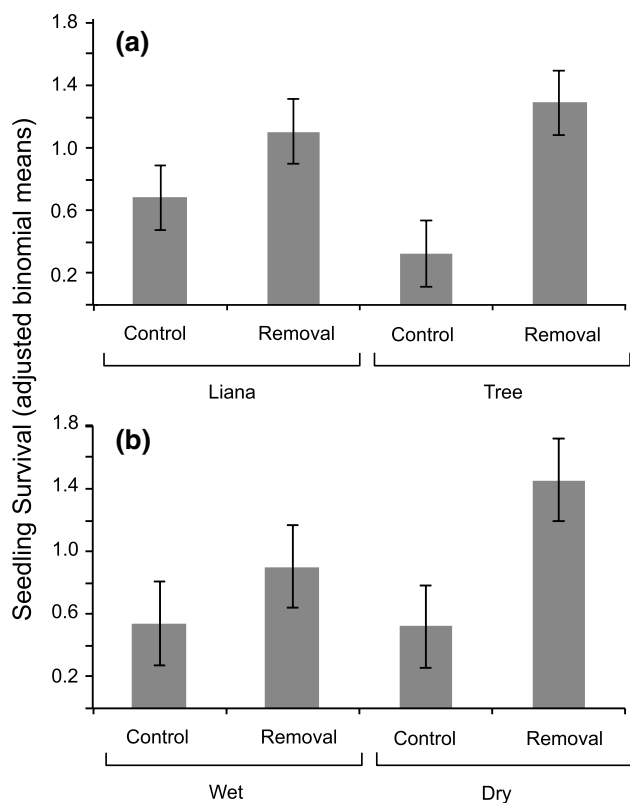 Seedling Survival (adjusted binomial means)
(a)
1.8
1.4
1.0
0.6
0.2
Control Removal Control Removal
Liana Tree
(b)
1.8
1.4
1.0
0.6
0.2
Control Removal Control Removal
Wet Dry